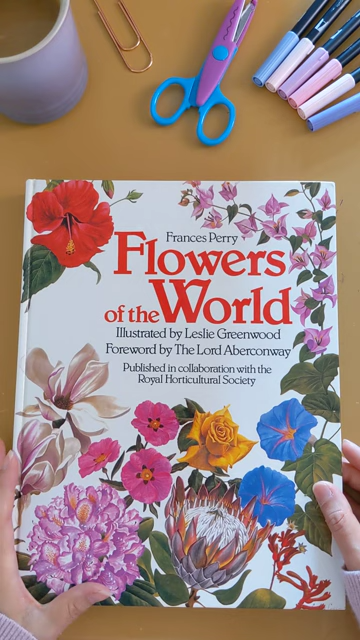 Frances Perry
Flowers
of the World
Illustrated by Leslie Greenwood
Foreword by The Lord Aberconway
Published in collaboration with the
Royal Horticultural Society